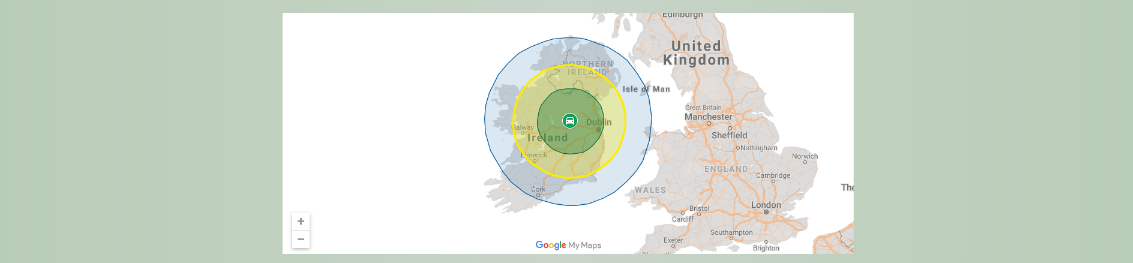 Edinburgh
United
Kingdom
NORTHERN
IRELAND
Isle of Man
Great Britain
Manchester
Dublin
Galway
Ireland
Sheffield
Nottingham
Limerick
Norwich
ENGLAND
Cambridge
Cork
WALES
The
London
Bristol
Cardiff
Southampton
Exeter
Brighton
+
−
Google My Maps